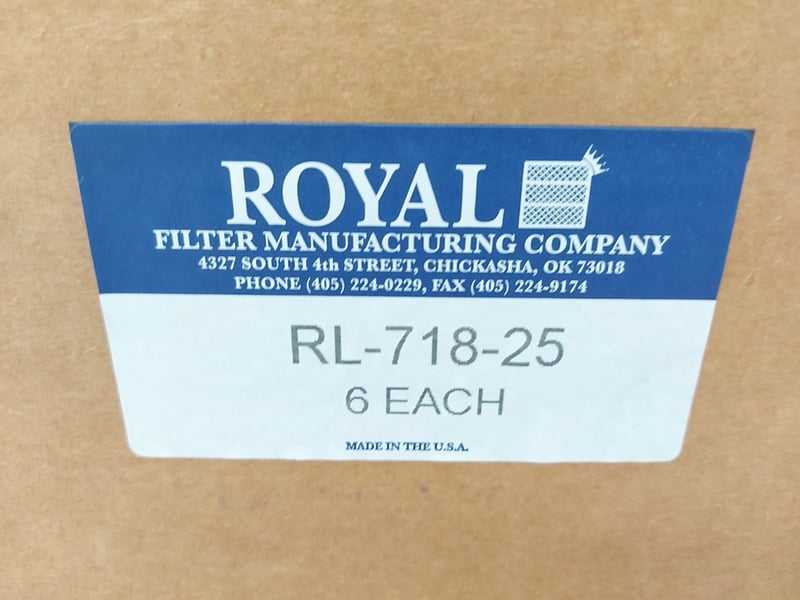 ROYAL
FILTER MANUFACTURING COMPANY
4327 SOUTH 4th STREET, CHICKASHA, OK 73018
PHONE (405) 224-0229, FAX (405) 224-9174
RL-718-25
6 EACH
MADE IN THE U.S.A.